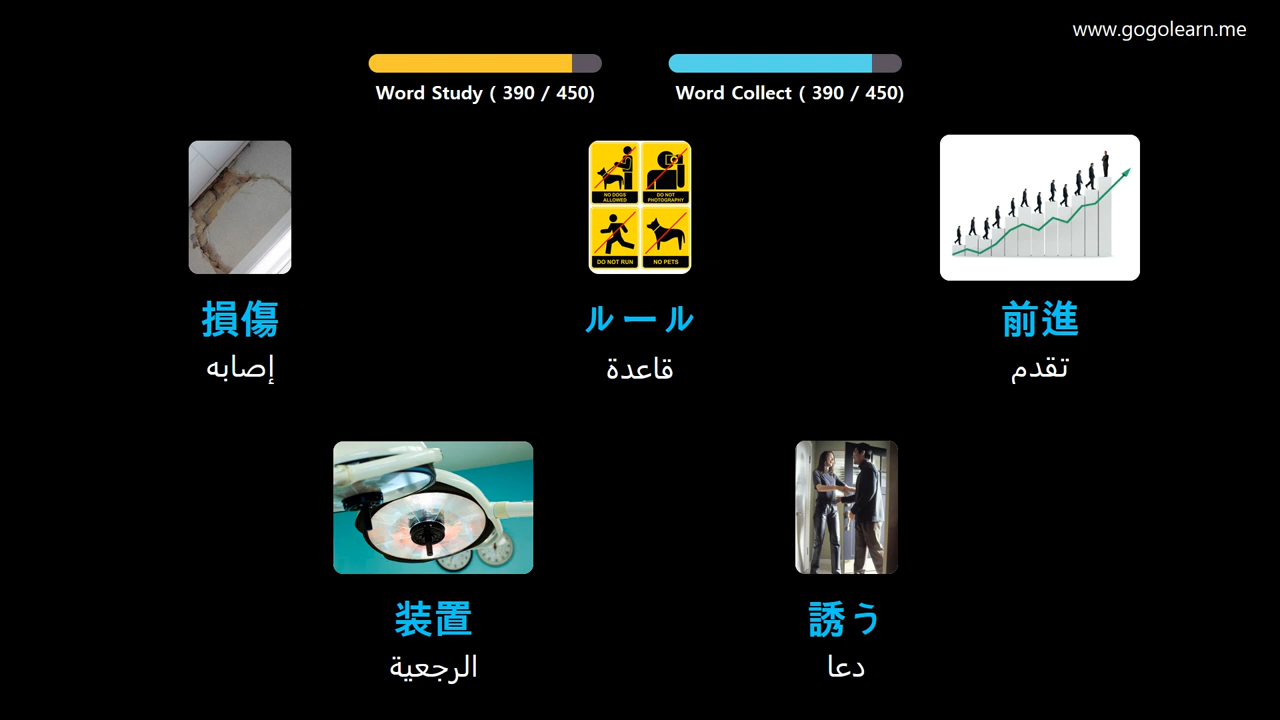 www.gogolearn.me
Word Study ( 390 / 450)
Word Collect ( 390 / 450)
NO DOGS
ALLOWED
DO NOT
PHOTOGRAPHY
DO NOT RUN
NO PETS
損傷
ルール
前進
إصابه
قاعدة
تقدم
装置
誘う
الرجعية
دعا